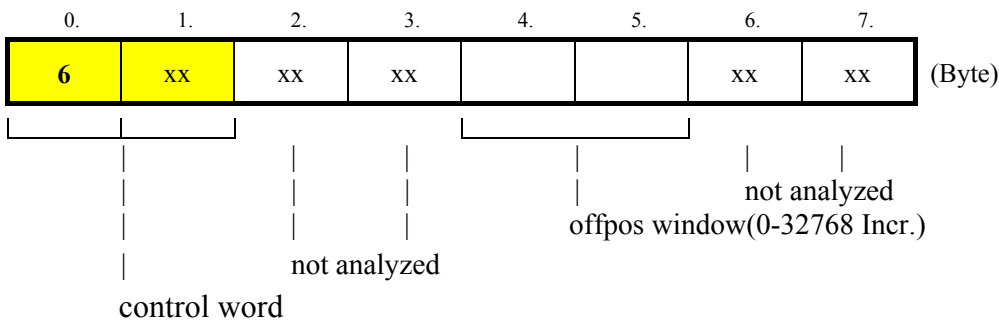 0. 1. 2. 3. 4. 5. 6. 7.
6 xx xx xx xx xx (Byte)
not analyzed
offpos window(0-32768 Incr.)
not analyzed
control word